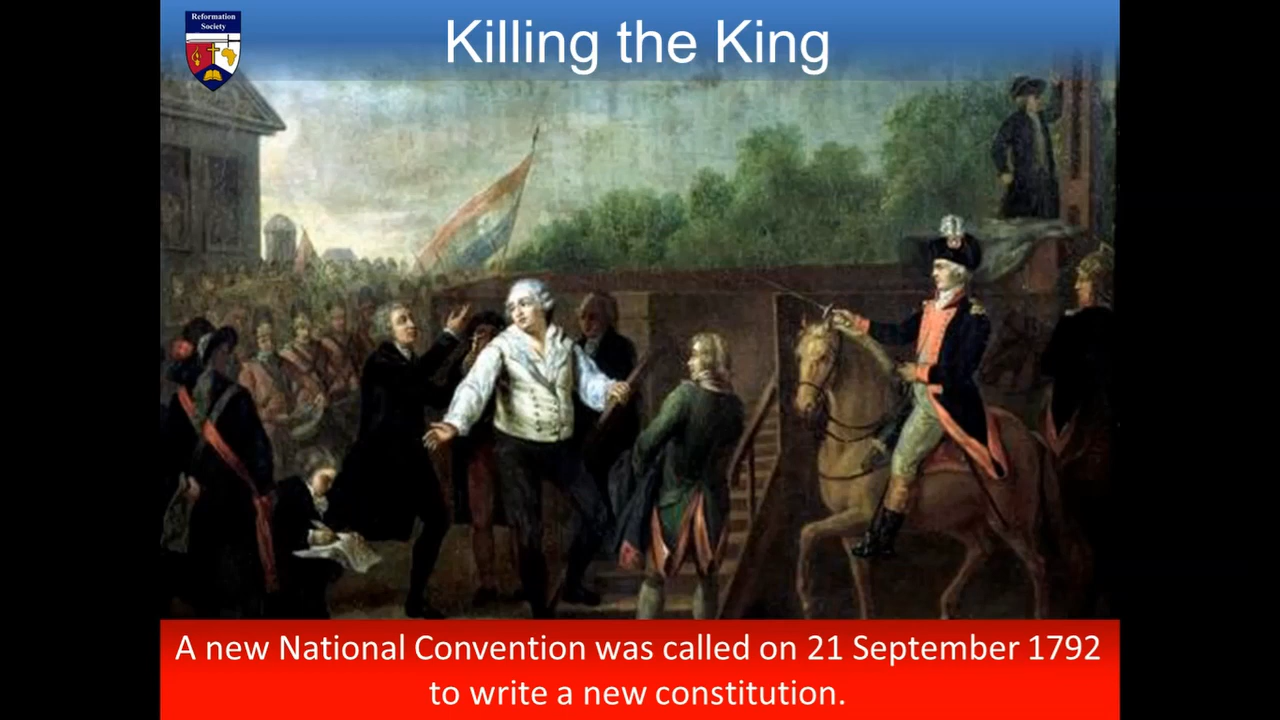 Reformation
Society
Killing the King
A new National Convention was called on 21 September 1792
to write a new constitution.